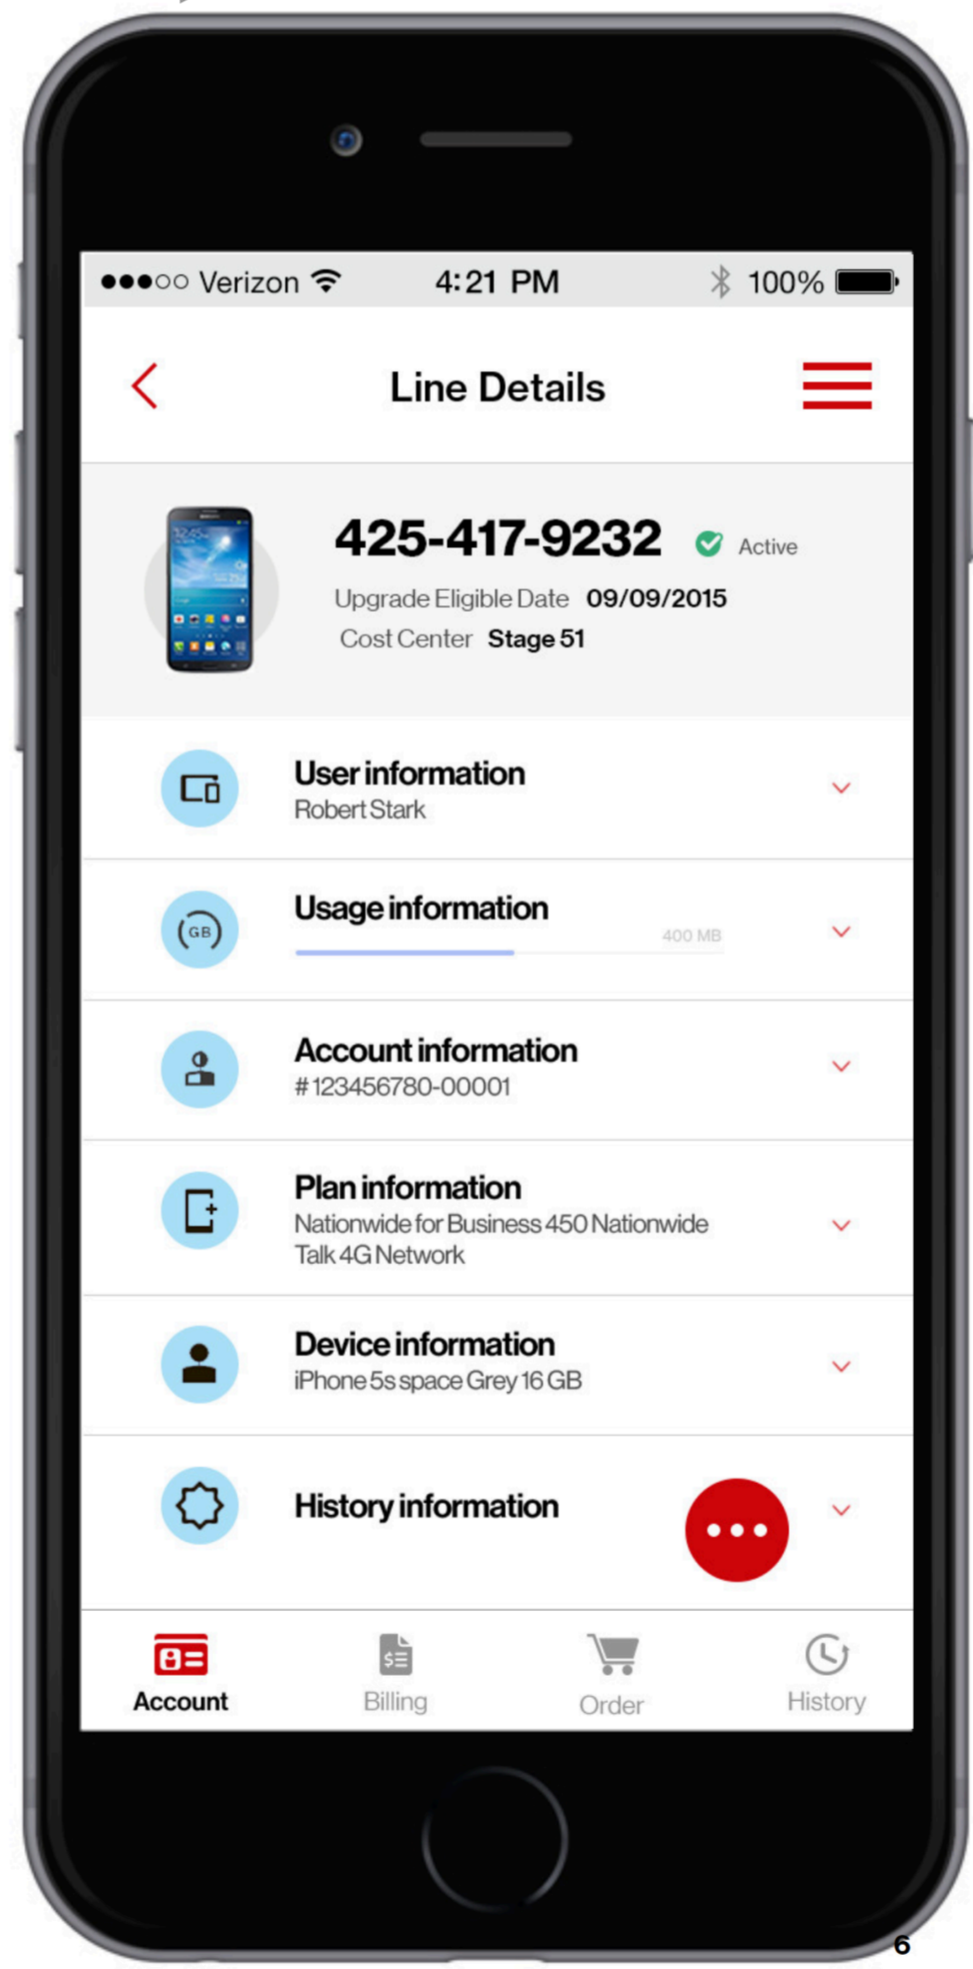 Verizon 4:21 PM 100%
Line Details
425-417-9232 Active
Upgrade Eligible Date 09/09/2015
Cost Center Stage 51
User information
Robert Stark
GB
Usage information
400 MB
Account information
#123456780-00001
Plan information
Nationwide for Business 450 Nationwide
Talk 4G Network
Device information
iPhone 5s space Grey 16 GB
History information
Account Billing Order History
6